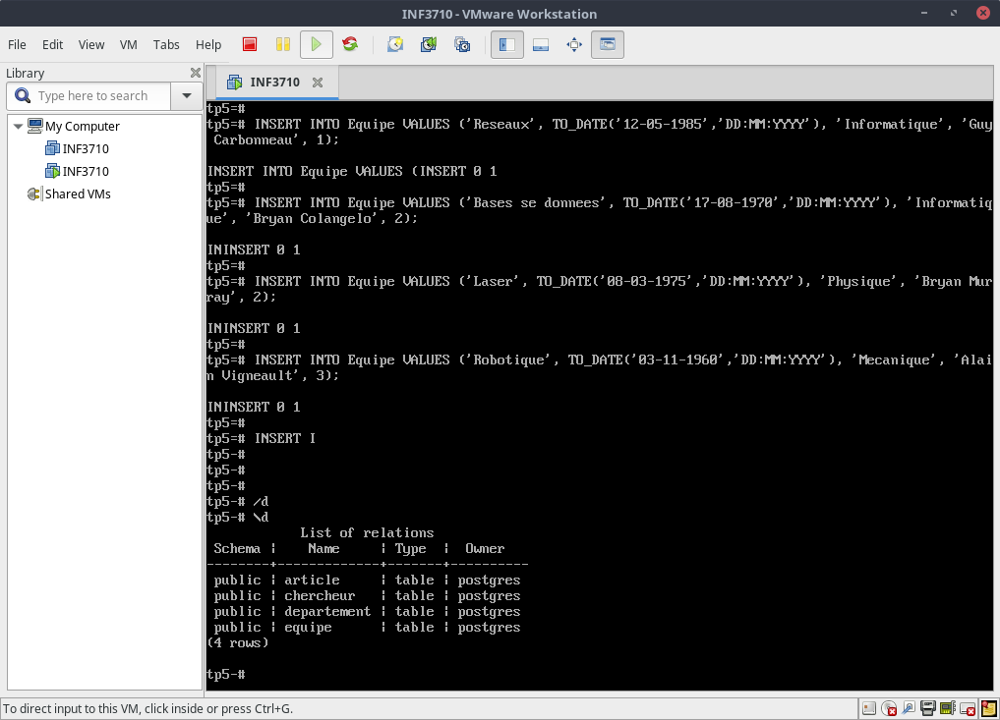 INF3710 - VMware Workstation
File Edit View VM Tabs Help
Library
Type here to search
My Computer
INF3710
INF3710
Shared VMs
INF3710
tp5=#
tp5=# INSERT INTO Equipe VALUES ('Reseaux', TO_DATE('12-05-1985','DD:MM:YYYY'), 'Informatique', 'Guy
 Carbonneau', 1);
INSERT INTO Equipe VALUES (INSERT 0 1
tp5=#
tp5=# INSERT INTO Equipe VALUES ('Bases se donnees', TO_DATE('17-08-1970','DD:MM:YYYY'), 'Informatiq
ue', 'Bryan Colangelo', 2);
ININSERT 0 1
tp5=#
tp5=# INSERT INTO Equipe VALUES ('Laser', TO_DATE('08-03-1975','DD:MM:YYYY'), 'Physique', 'Bryan Mur
ray', 2);
ININSERT 0 1
tp5=#
tp5=# INSERT INTO Equipe VALUES ('Robotique', TO_DATE('03-11-1960','DD:MM:YYYY'), 'Mecanique', 'Alai
n Vigneault', 3);
ININSERT 0 1
tp5=#
tp5=# INSERT I
tp5-#
tp5-#
tp5-#
tp5-# /d
tp5-# \d
List of relations
Schema | Name | Type | Owner
--------+-------------+-------+----------
public | article | table | postgres
public | chercheur | table | postgres
public | departement | table | postgres
public | equipe | table | postgres
(4 rows)
tp5-#
To direct input to this VM, click inside or press Ctrl+G.